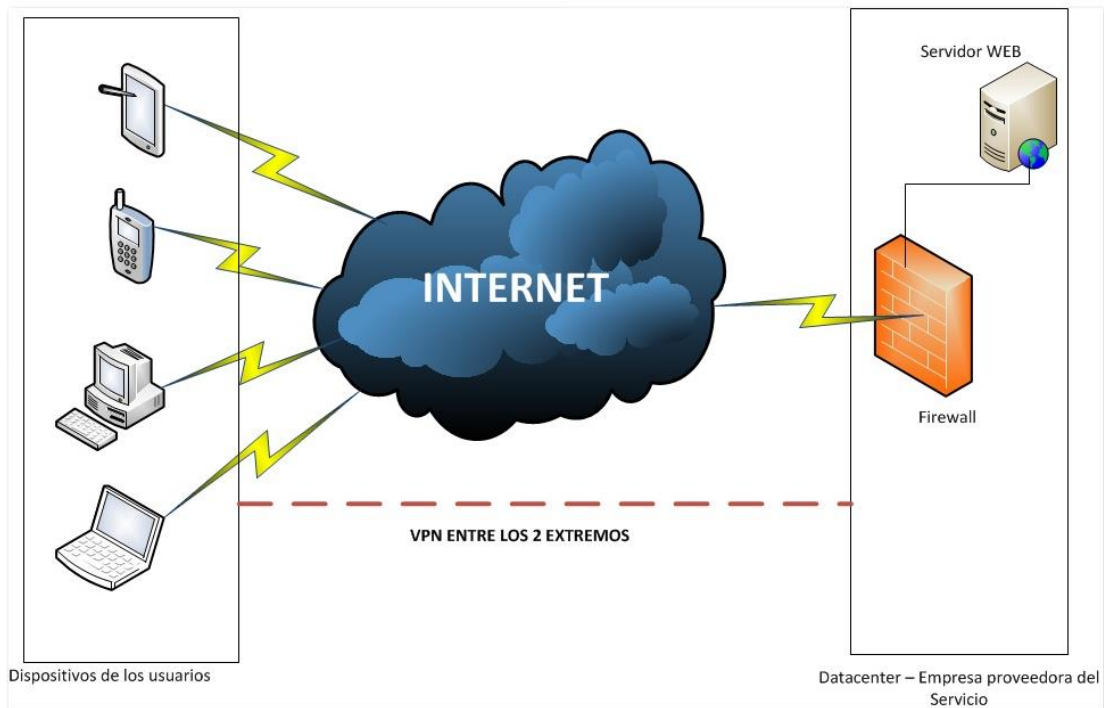 Servidor WEB
INTERNET
Firewall
VPN ENTRE LOS 2 EXTREMOS
Dispositivos de los usuarios
Datacenter – Empresa proveedora del
Servicio